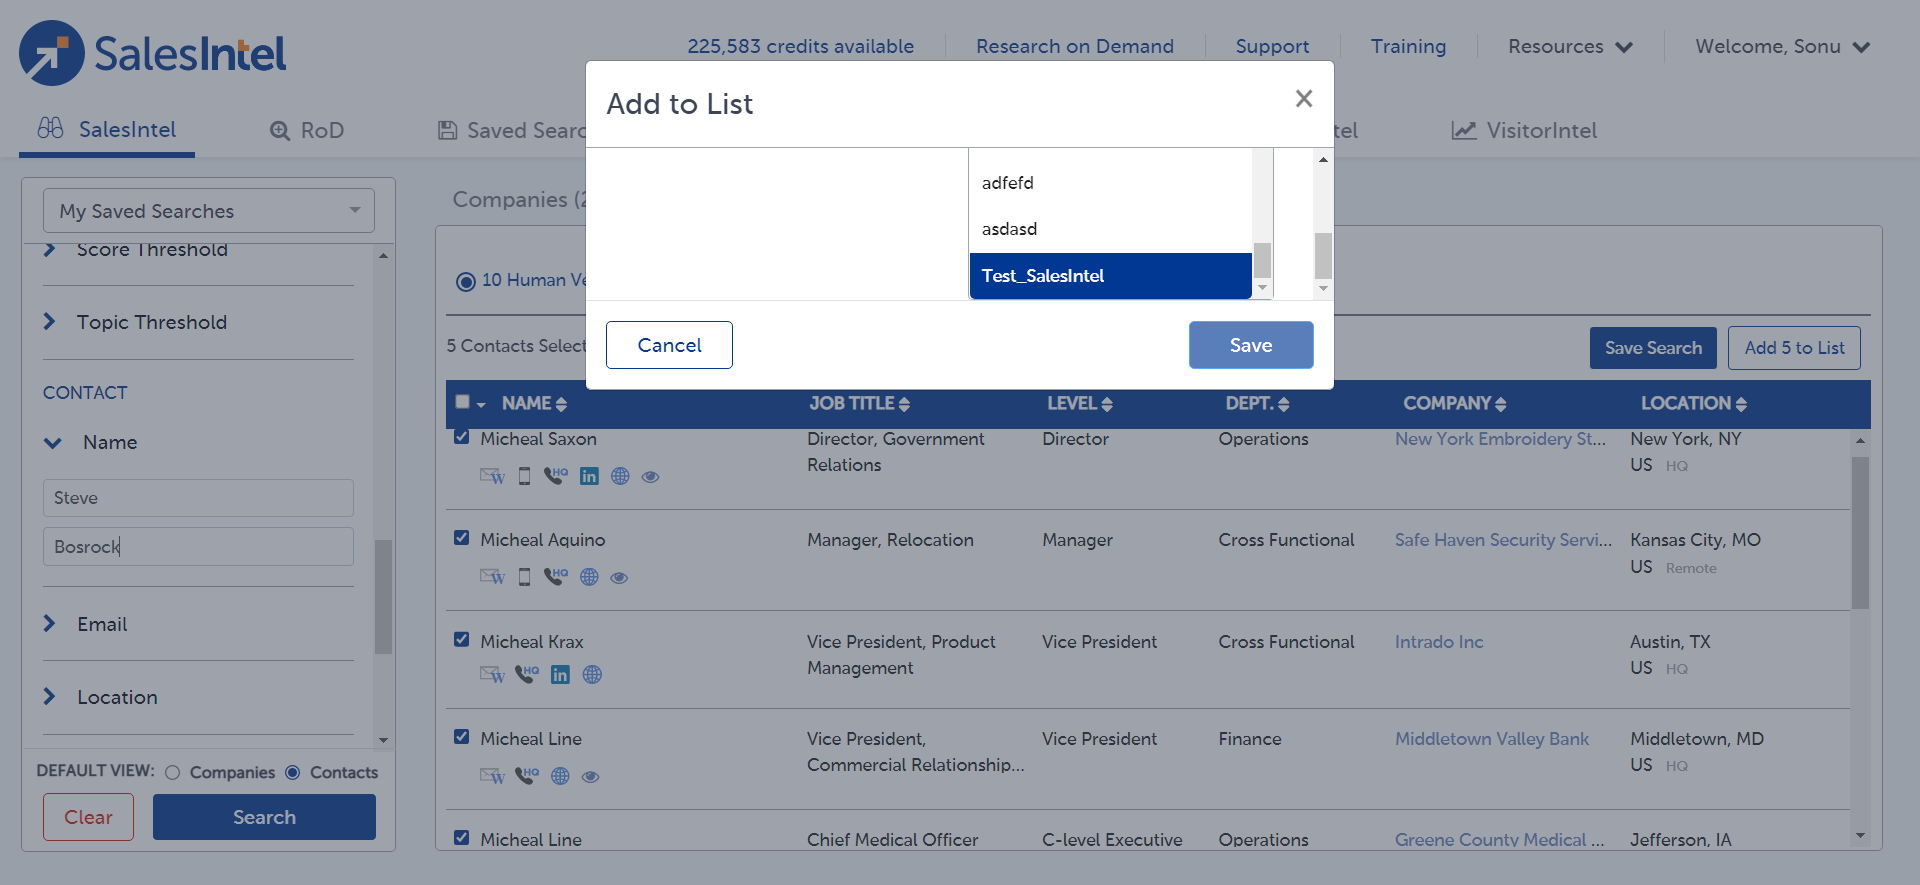 SalesIntel
225,583 credits available
Research on Demand
Support
Training
Resources
Welcome, Sonu
SalesIntel
RoD
Saved Searc
tel
VisitorIntel
Add to List
×
adfefd
asdasd
Test_SalesIntel
Cancel
Save
My Saved Searches
Score Threshold
Topic Threshold
CONTACT
Name
Steve
Bosrock
Email
Location
DEFAULT VIEW: Companies Contacts
Clear
Search
Companies (2
10 Human Ve
5 Contacts Select
Save Search
Add 5 to List
NAME JOB TITLE LEVEL DEPT. COMPANY LOCATION
Micheal Saxon Director, Government Director Operations New York Embroidery St... New York, NY
Relations US HQ
W HQ in
Micheal Aquino Manager, Relocation Manager Cross Functional Safe Haven Security Servi... Kansas City, MO
US Remote
W HQ
Micheal Krax Vice President, Product Vice President Cross Functional Intrado Inc Austin, TX
Management US HQ
W HQ in
Micheal Line Vice President, Vice President Finance Middletown Valley Bank Middletown, MD
Commercial Relationship... US HQ
W HQ
Micheal Line Chief Medical Officer C-level Executive Operations Greene County Medical ... Jefferson, IA